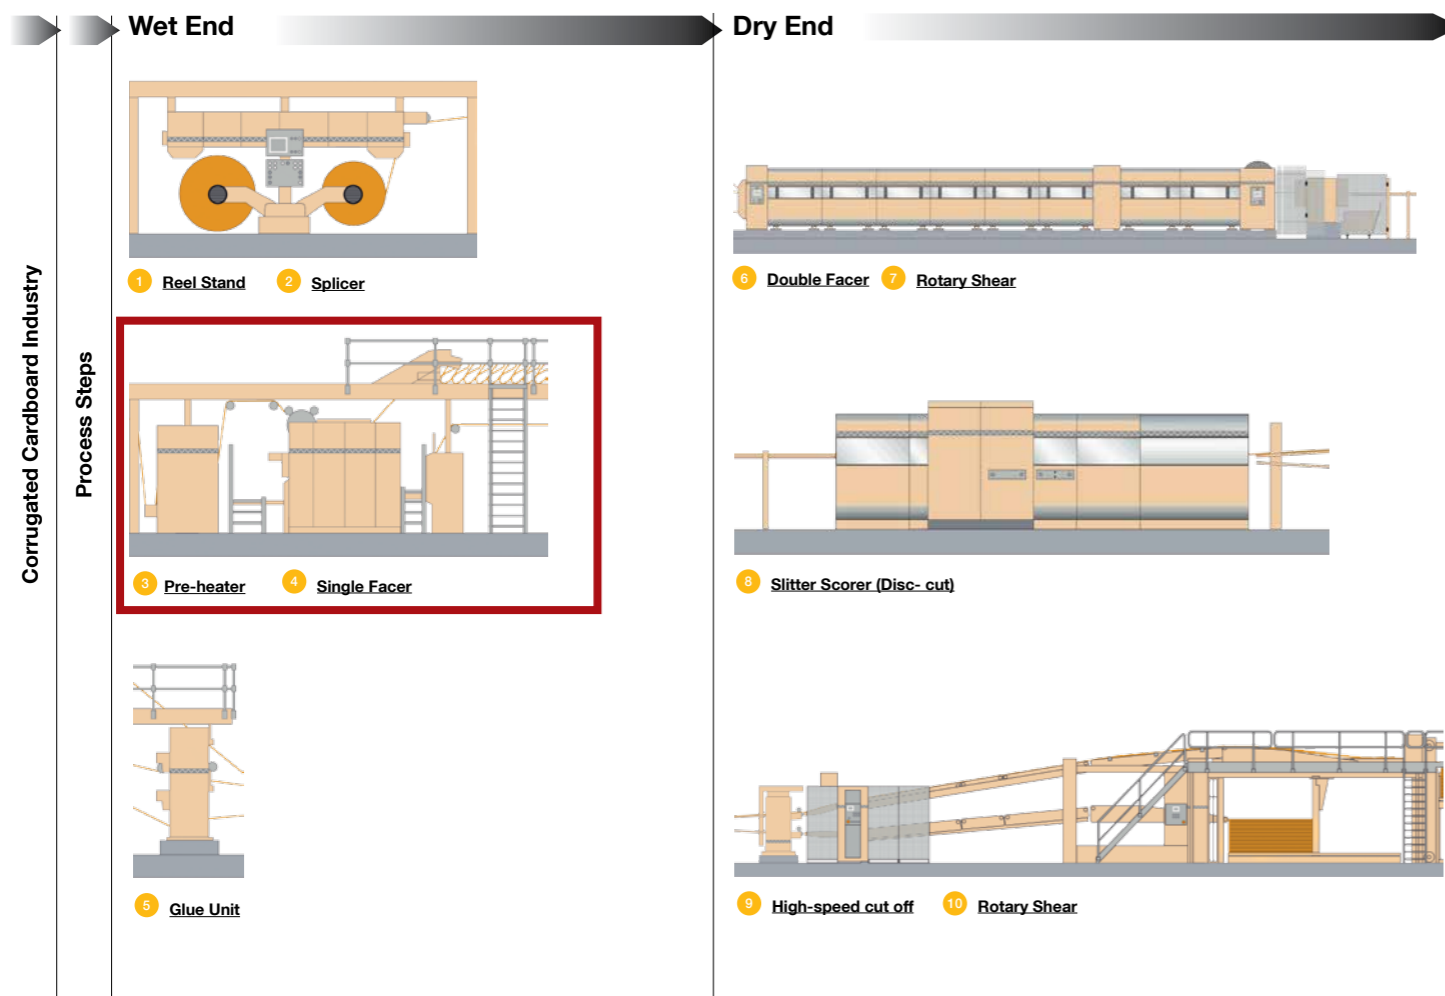 Wet End
Dry End
Corrugated Cardboard Industry
Process Steps
1 Reel Stand
2 Splicer
3 Pre-heater
4 Single Facer
5 Glue Unit
6 Double Facer
7 Rotary Shear
8 Slitter Scorer (Disc- cut)
9 High-speed cut off
10 Rotary Shear